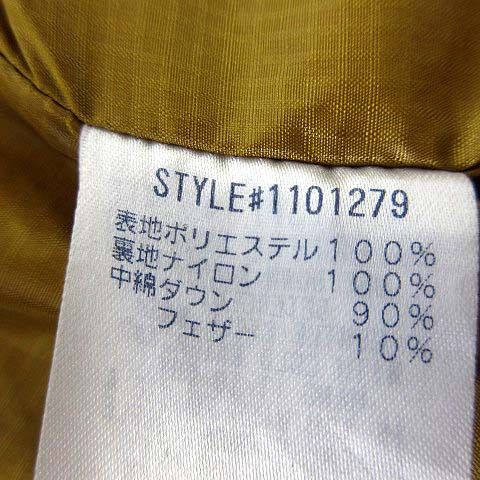 STYLE#1101279
表地ポリエステル100%
裏地ナイロン 100%
中綿ダウン 90%
フェザー 10%